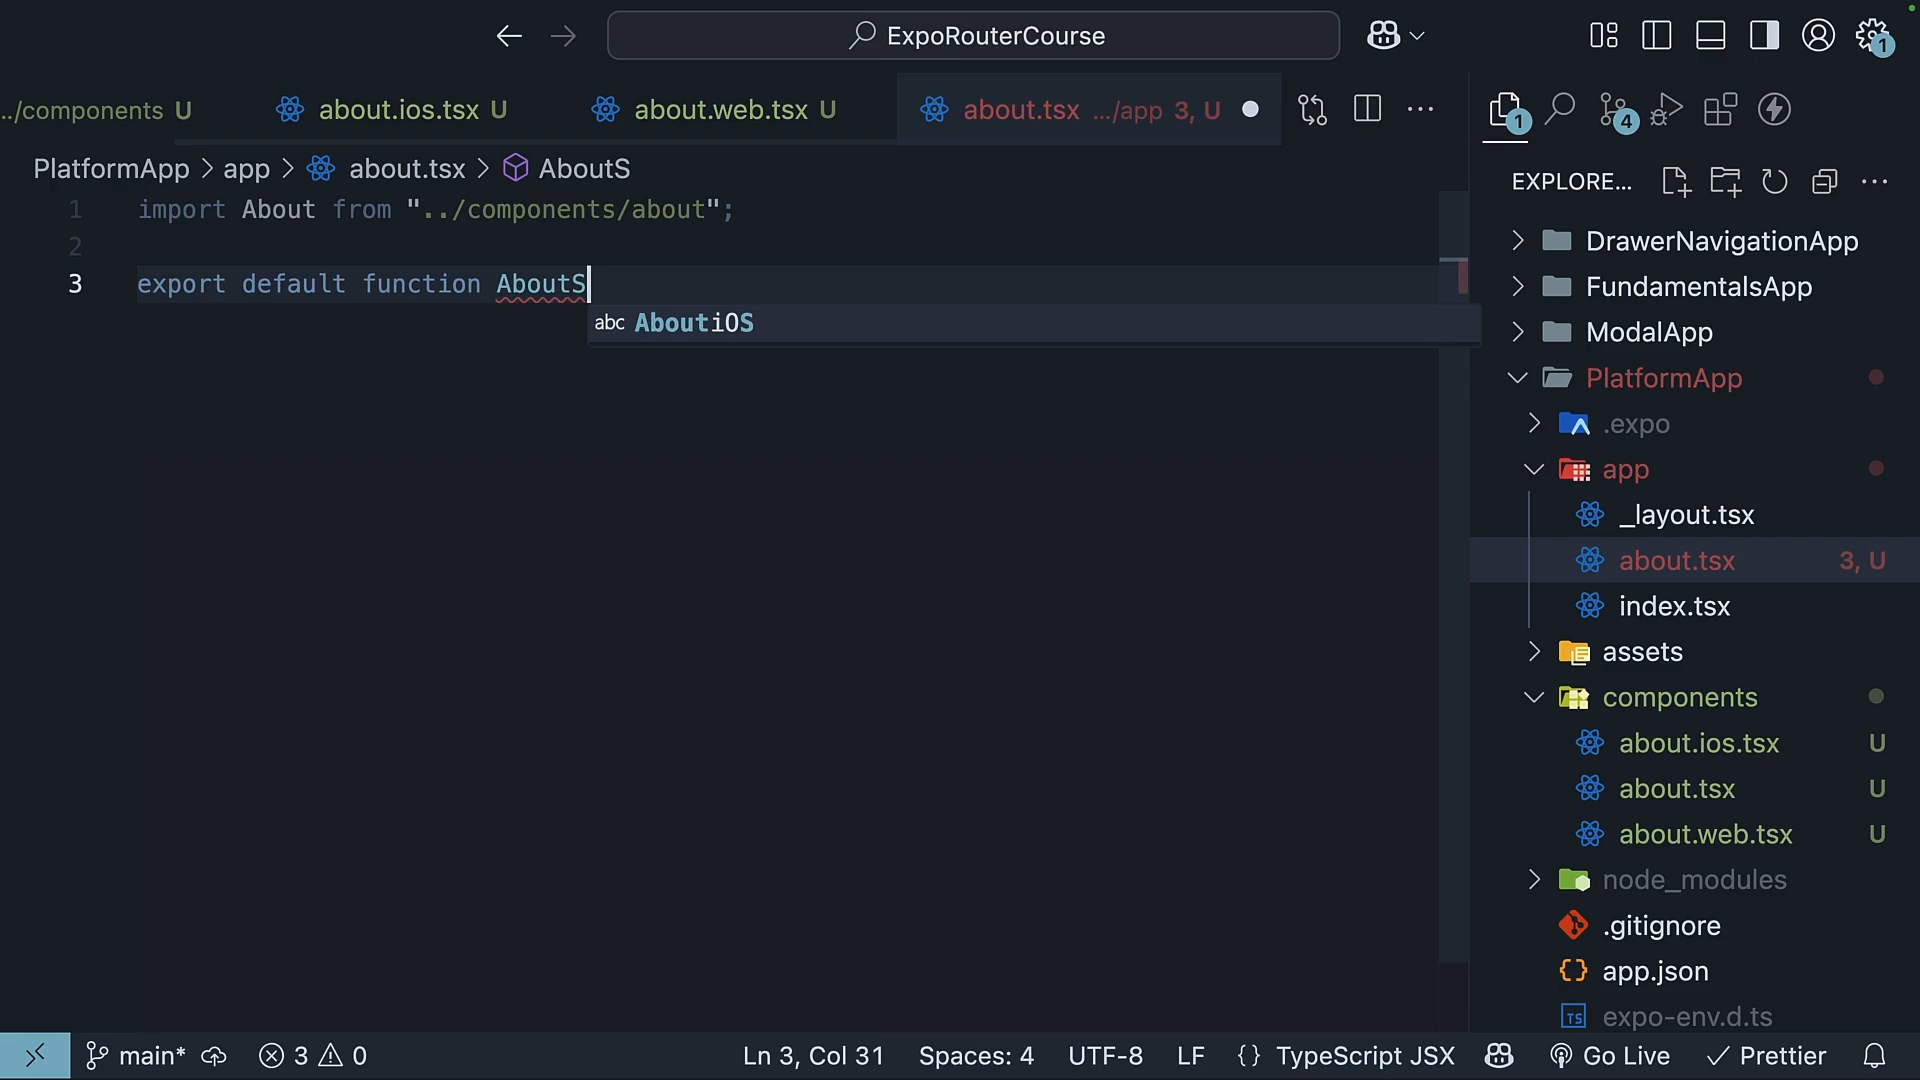 ExpoRouterCourse
1
../components U
about.ios.tsx U
about.web.tsx U
about.tsx .../app 3, U
1
4
PlatformApp > app > about.tsx > AboutS
EXPLORE...
1 import About from "../components/about";
2
3 export default function AboutS
abc AboutiOS
DrawerNavigationApp
FundamentalsApp
ModalApp
PlatformApp
.expo
app
_layout.tsx
about.tsx 3, U
index.tsx
assets
components
about.ios.tsx U
about.tsx U
about.web.tsx U
node_modules
.gitignore
app.json
TS expo-env.d.ts
main* 3 0 Ln 3, Col 31 Spaces: 4 UTF-8 LF {} TypeScript JSX Go Live Prettier